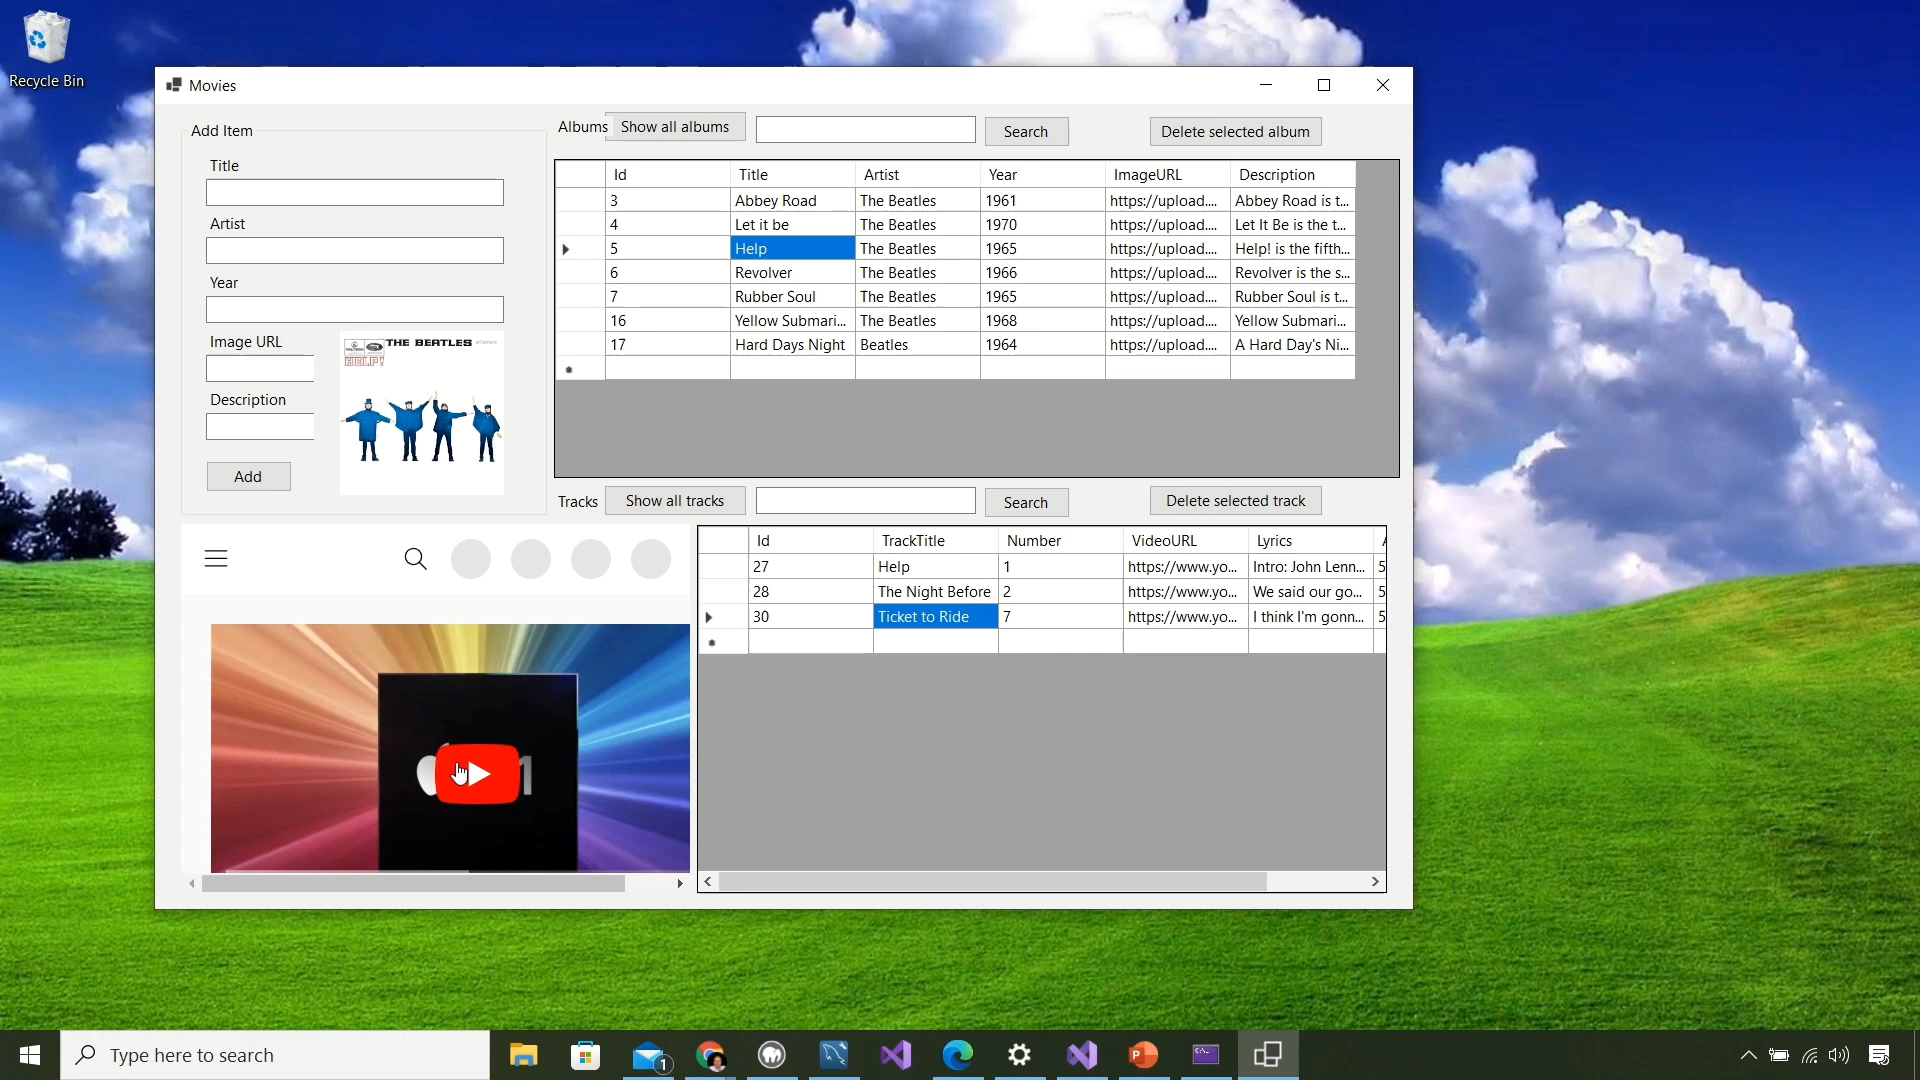 Recycle Bin
Movies
Add Item
Title
Artist
Year
Image URL
Description
Add
THE BEATLES
HELP!
Albums Show all albums Search Delete selected album
Id Title Artist Year ImageURL Description
3 Abbey Road The Beatles 1961 https://upload.... Abbey Road is t...
4 Let it be The Beatles 1970 https://upload.... Let It Be is the t...
5 Help The Beatles 1965 https://upload.... Help! is the fifth...
6 Revolver The Beatles 1966 https://upload.... Revolver is the s...
7 Rubber Soul The Beatles 1965 https://upload.... Rubber Soul is t...
16 Yellow Submari... The Beatles 1968 https://upload.... Yellow Submari...
17 Hard Days Night Beatles 1964 https://upload.... A Hard Day's Ni...
Tracks Show all tracks Search Delete selected track
Id TrackTitle Number VideoURL Lyrics
27 Help 1 https://www.yo... Intro: John Lenn... 5
28 The Night Before 2 https://www.yo... We said our go... 5
30 Ticket to Ride 7 https://www.yo... I think I'm gonn... 5
Type here to search
1